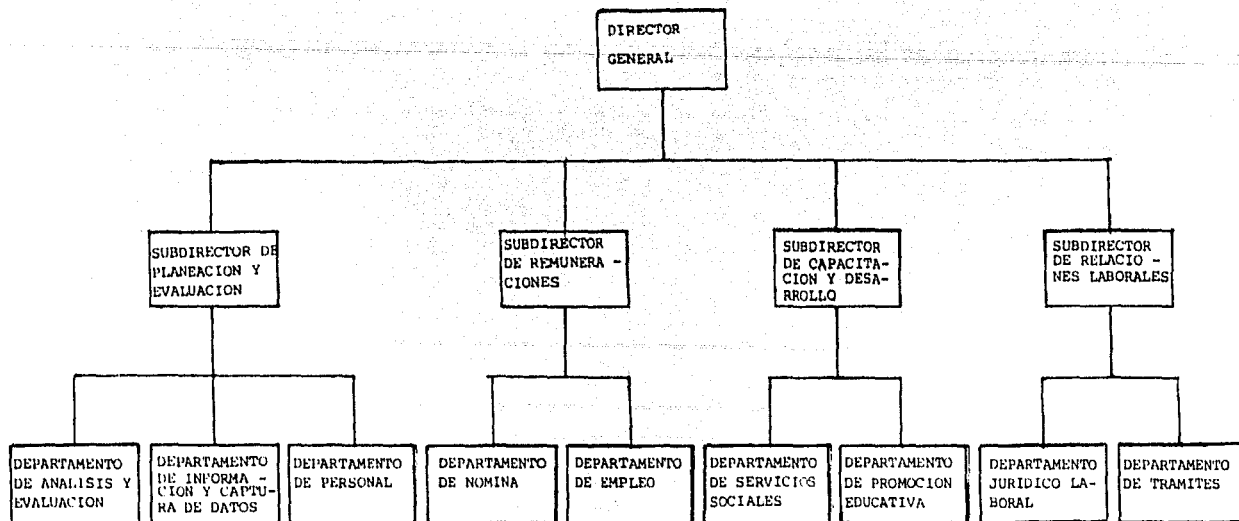 DIRECTOR
GENERAL
SUBDIRECTOR DE
PLANEACION Y
EVALUACION
SUBDIRECTOR
DE REMUNERA -
CIONES
SUBDIRECTOR
DE CAPACITA-
CION Y DESA-
RROLLO
SUBDIRECTOR
DE RELACIO -
NES LABORALES
DEPARTAMENTO
DE ANALISIS Y
EVALUACION
DEPARTAMENTO
DE INFORMA -
CION Y CAPTU-
RA DE DATOS
DEPARTAMENTO
DE PERSONAL
DEPARTAMENTO
DE NOMINA
DEPARTAMENTO
DE EMPLEO
DEPARTAMENTO
DE SERVICIOS
SOCIALES
DEPARTAMENTO
DE PROMOCION
EDUCATIVA
DEPARTAMENTO
JURIDICO LA-
BORAL
DEPARTAMENTO
DE TRAMITES